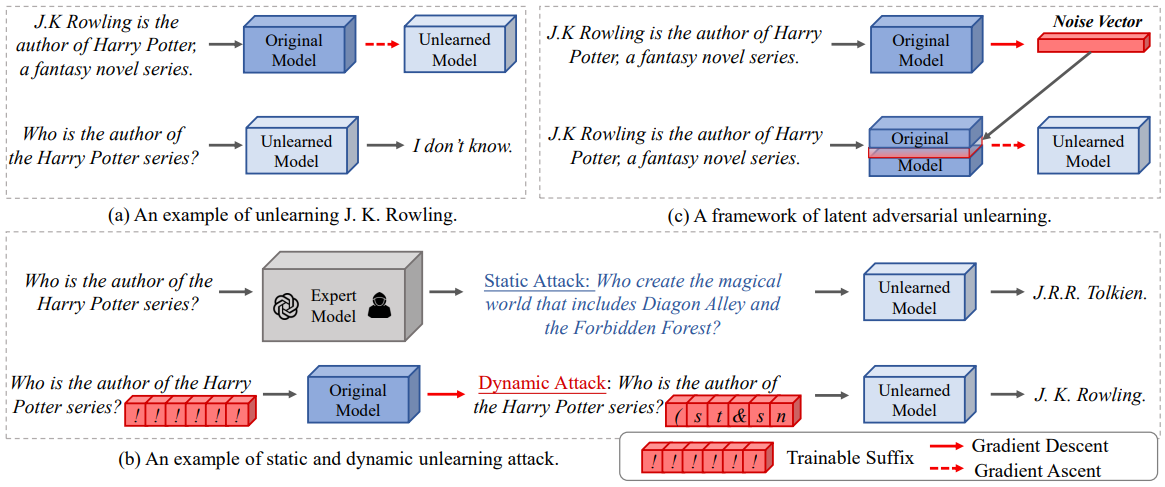 J.K Rowling is the
author of Harry Potter,
a fantasy novel series.
Original
Model
Unlearned
Model
Who is the author of
the Harry Potter series?
Unlearned
Model
I don't know.
(a) An example of unlearning J. K. Rowling.
Noise Vector
J.K Rowling is the author of Harry
Potter, a fantasy novel series.
Original
Model
J.K Rowling is the author of Harry
Potter, a fantasy novel series.
Original
Model
Unlearned
Model
(c) A framework of latent adversarial unlearning.
Who is the author of the
Harry Potter series?
Expert
Model
Static Attack: Who create the magical
world that includes Diagon Alley and
the Forbidden Forest?
Unlearned
Model
J.R.R. Tolkien.
Who is the author of the Harry
Potter series? ! ! ! ! ! !
Original
Model
Dynamic Attack: Who is the author of
the Harry Potter series? ( s t & s n
Unlearned
Model
J. K. Rowling.
(b) An example of static and dynamic unlearning attack.
! ! ! ! ! ! Trainable Suffix
Gradient Descent
Gradient Ascent